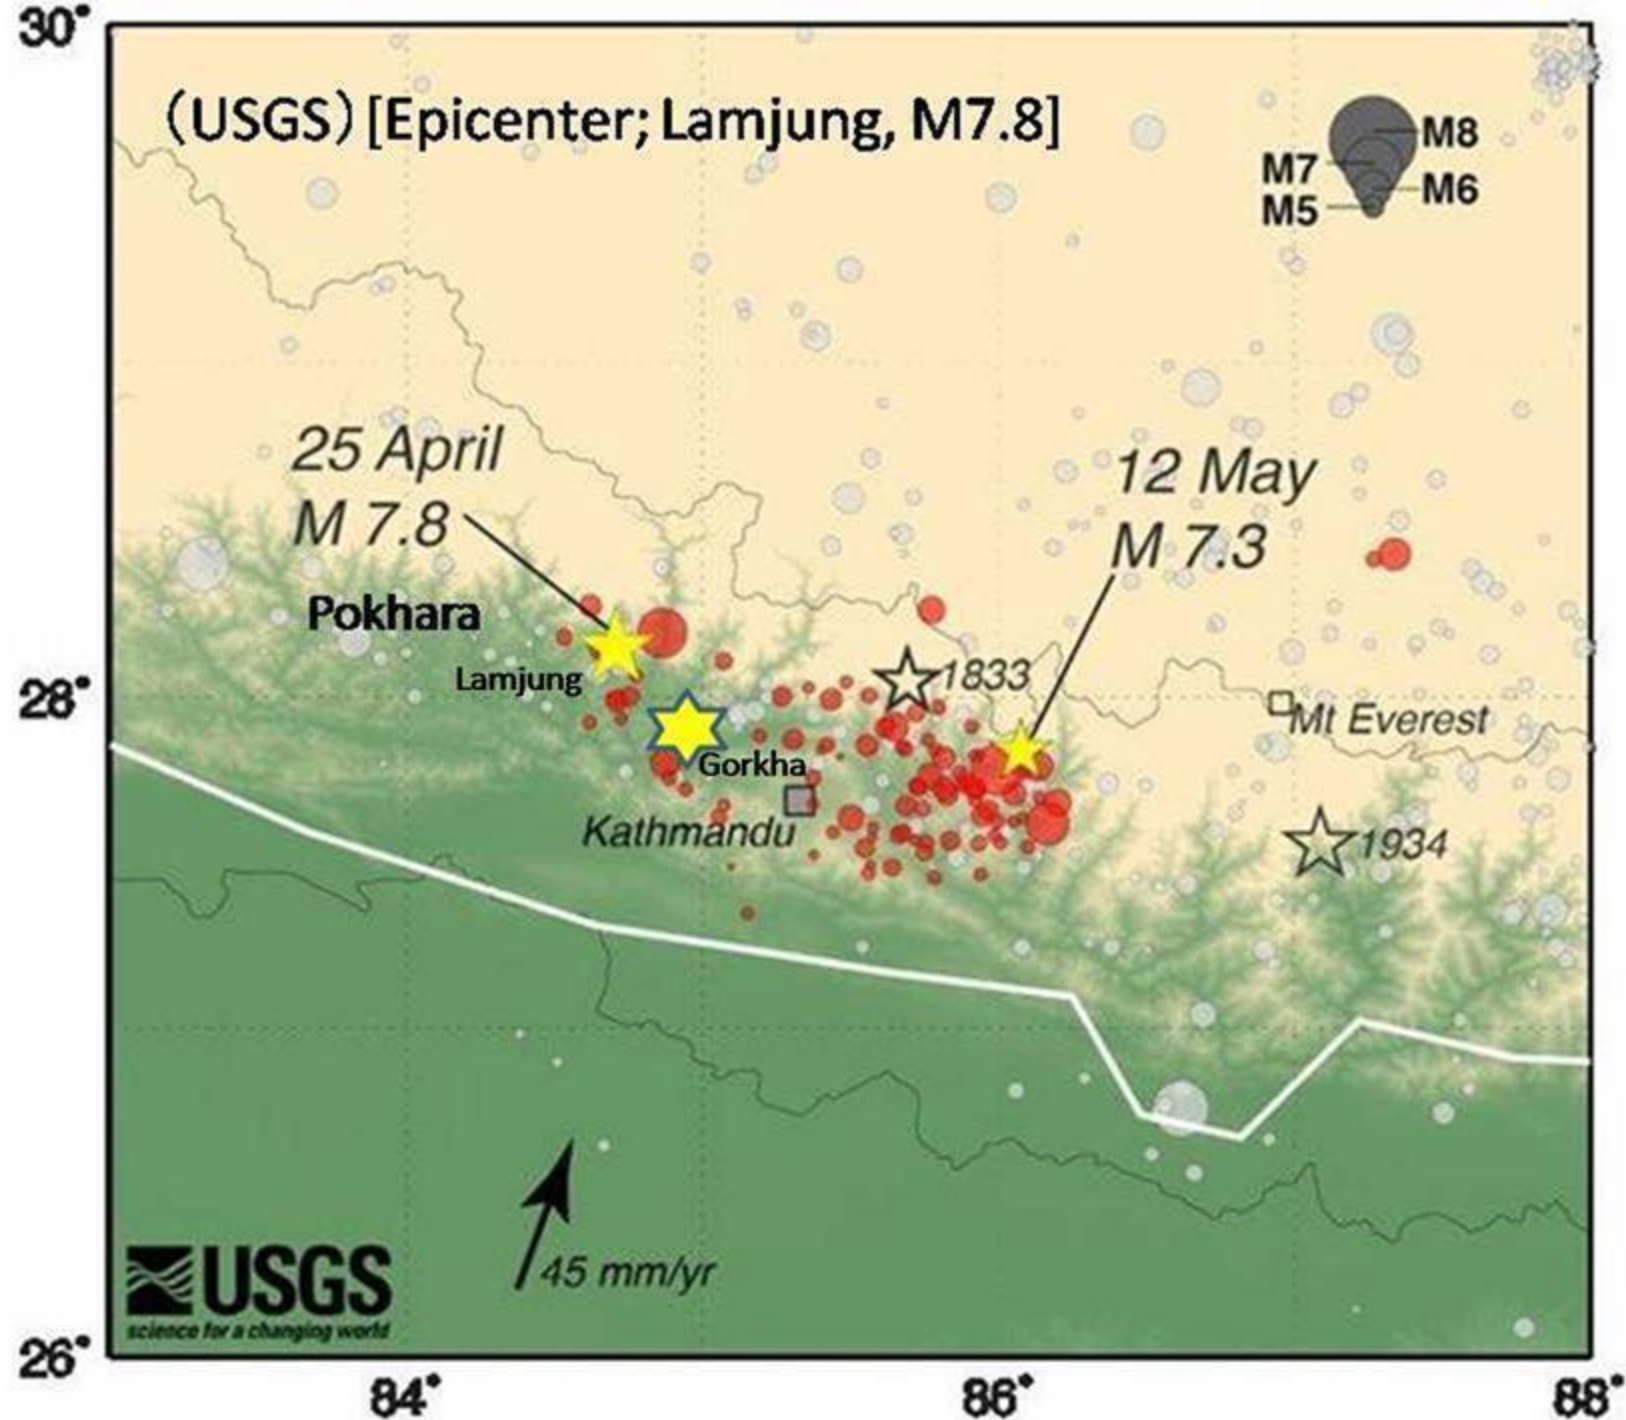 30°
（USGS）[Epicenter; Lamjung, M7.8]
M8
M7
M6
M5
25 April
M 7.8
12 May
M 7.3
Pokhara
Lamjung
1833
28°
Mt Everest
Gorkha
Kathmandu
1934
45 mm/yr
USGS
science for a changing world
26°
84°
86°
88°